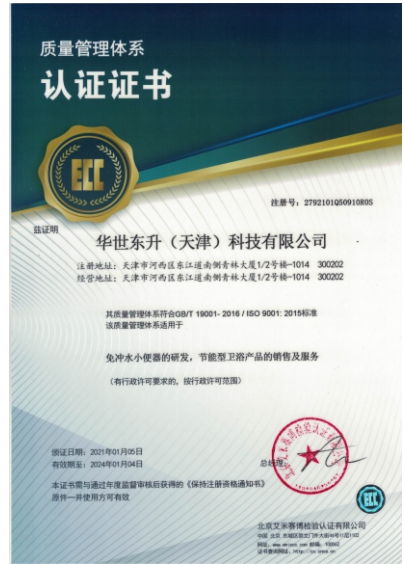 质量管理体系
认证证书
ECC
注册号：2792101Q50910R0S
兹证明
华世东升（天津）科技有限公司
注册地址：天津市河西区东江道南侧青林大厦1/2号楼-1014 300202
经营地址：天津市河西区东江道南侧青林大厦1/2号楼-1014 300202
其质量管理体系符合GB/T 19001- 2016 / ISO 9001: 2015标准
该质量管理体系适用于
免冲水小便器的研发，节能型卫浴产品的销售及服务
（有行政许可要求的，按行政许可范围）
颁证日期：2021年01月05日
有效期至：2024年01月04日
总经理：
本证书需与通过年度监督审核后获得的《保持注册资格通知书》
原件一并使用方可有效
ECC
北京艾米赛博检验认证有限公司